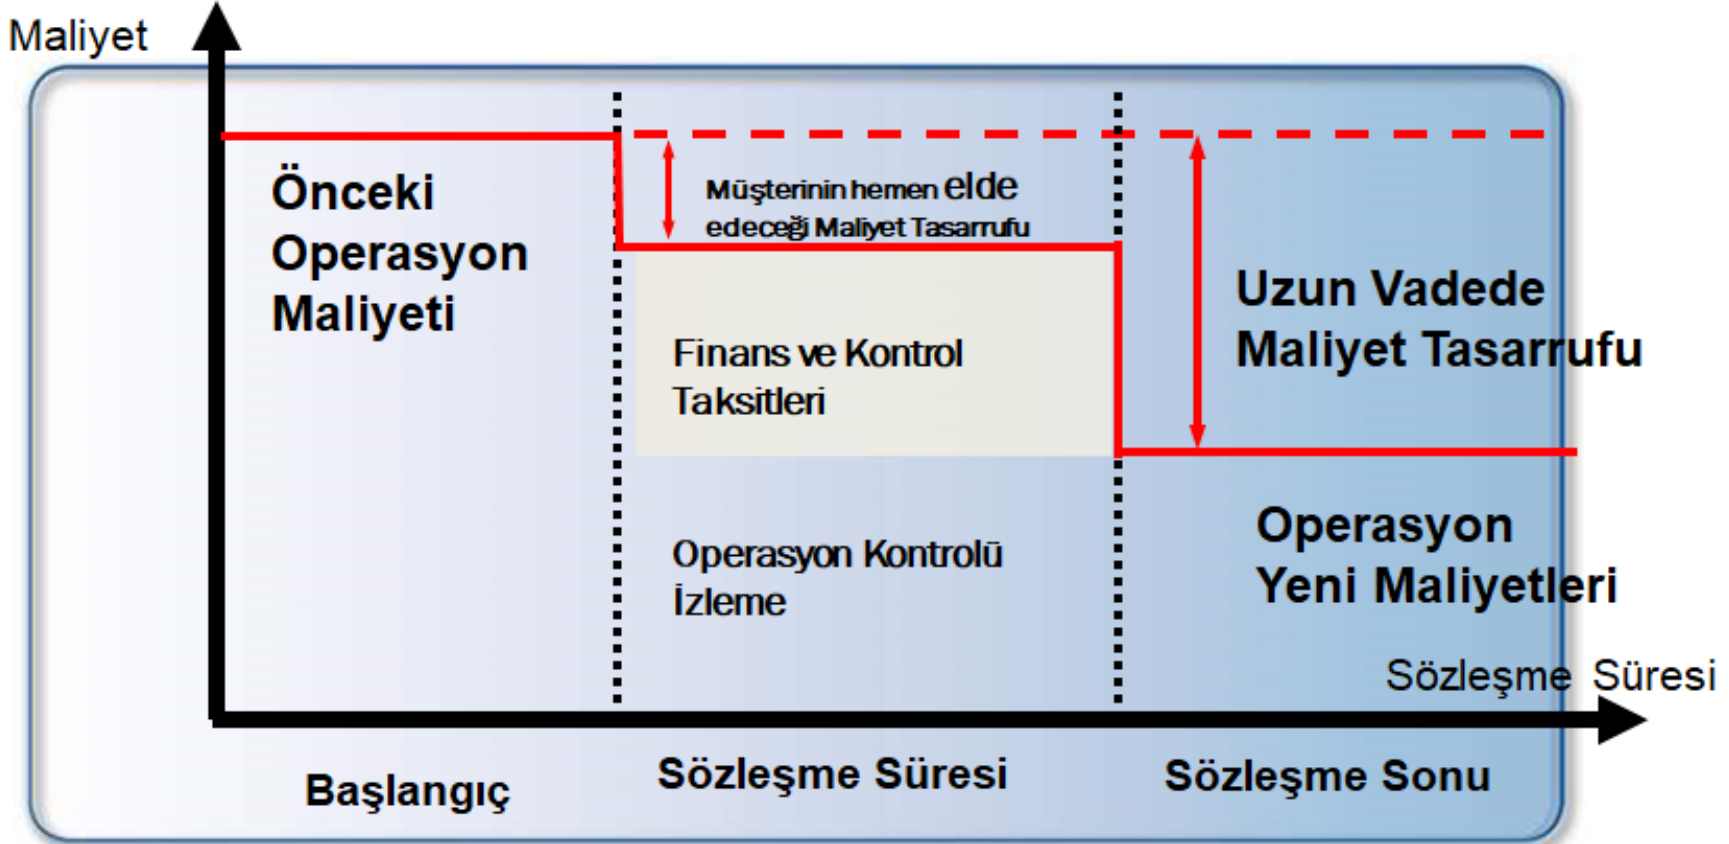 Maliyet
Önceki
Operasyon
Maliyeti
Müşterinin hemen elde
edeceği Maliyet Tasarrufu
Finans ve Kontrol
Taksitleri
Operasyon Kontrolü
İzleme
Uzun Vadede
Maliyet Tasarrufu
Operasyon
Yeni Maliyetleri
Sözleşme Süresi
Başlangıç
Sözleşme Süresi
Sözleşme Sonu